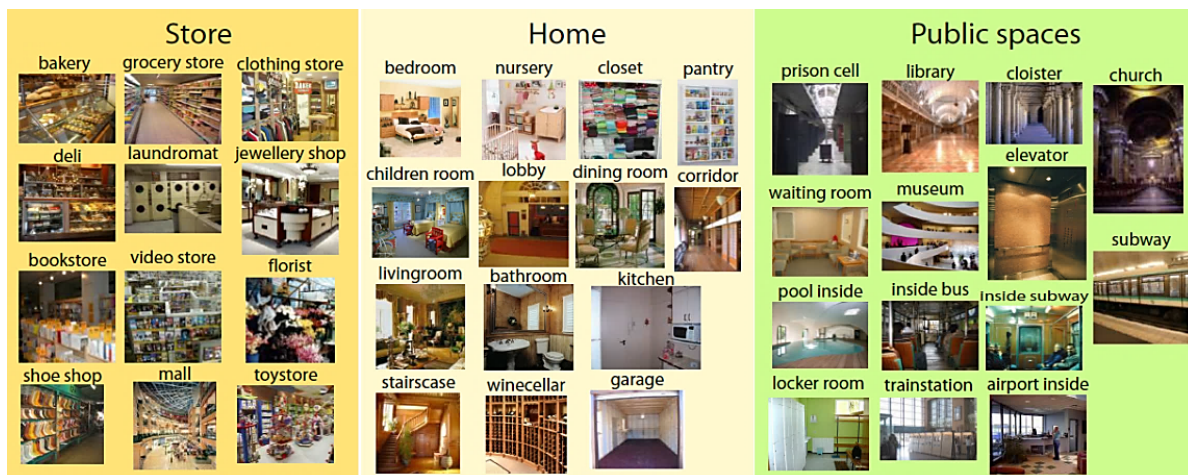 Store
Home
Public spaces
bakery
grocery store
clothing store
deli
laundromat
jewellery shop
bookstore
video store
florist
shoe shop
mall
toystore
bedroom
nursery
closet
pantry
children room
lobby
dining room
corridor
livingroom
bathroom
kitchen
stairscase
winecellar
garage
prison cell
library
cloister
church
waiting room
museum
elevator
subway
pool inside
inside bus
inside subway
locker room
trainstation
airport inside